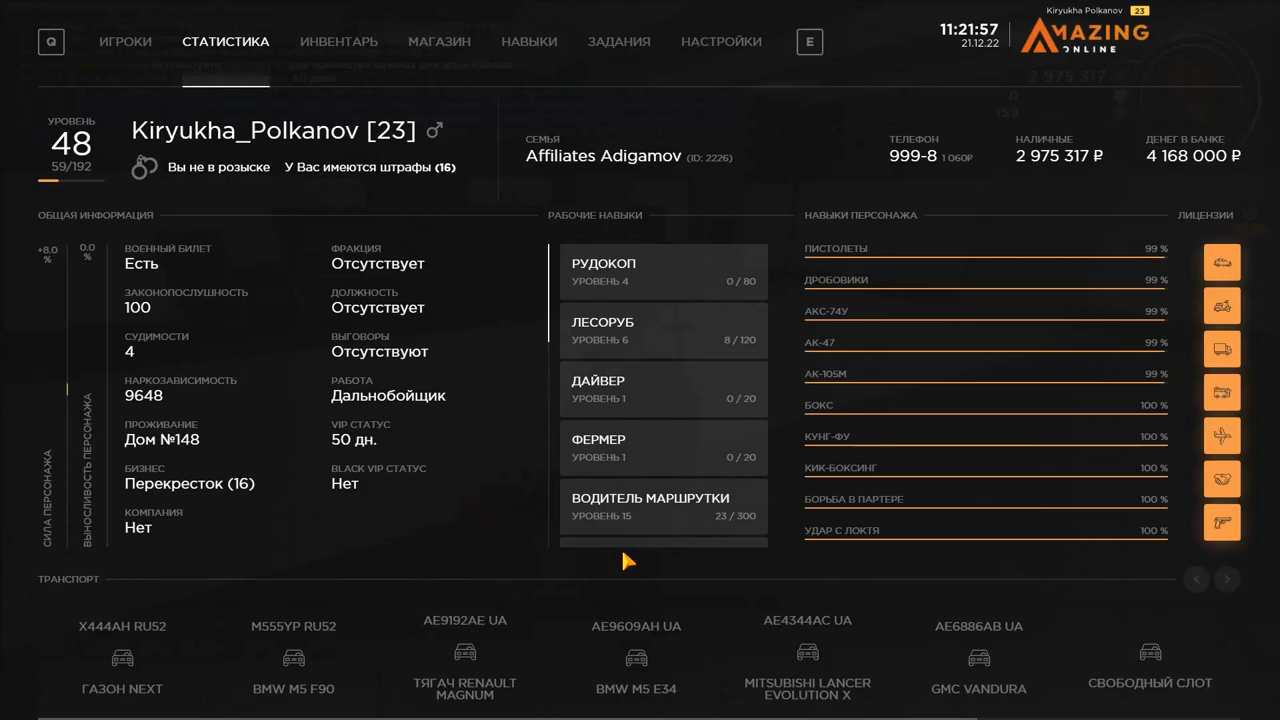 Kiryukha Polkanov 23
Q ИГРОКИ СТАТИСТИКА ИНВЕНТАРЬ МАГАЗИН НАВЫКИ ЗАДАНИЯ НАСТРОЙКИ E
11:21:57
21.12.22
AMAZING
ONLINE
2 975 317
УРОВЕНЬ
48
59/192
Kiryukha_Polkanov [23]
Вы не в розыске У Вас имеются штрафы (16)
СЕМЬЯ
Affiliates Adigamov (ID: 2226)
ТЕЛЕФОН
999-8 1 060₽
НАЛИЧНЫЕ
2 975 317 ₽
ДЕНЕГ В БАНКЕ
4 168 000 ₽
ОБЩАЯ ИНФОРМАЦИЯ
+8.0 %
СИЛА ПЕРСОНАЖА
0.0 %
ВЫНОСЛИВОСТЬ ПЕРСОНАЖА
ВОЕННЫЙ БИЛЕТ
Есть
ЗАКОНОПОСЛУШНОСТЬ
100
СУДИМОСТИ
4
НАРКОЗАВИСИМОСТЬ
9648
ПРОЖИВАНИЕ
Дом №148
БИЗНЕС
Перекресток (16)
КОМПАНИЯ
Нет
ФРАКЦИЯ
Отсутствует
ДОЛЖНОСТЬ
Отсутствует
ВЫГОВОРЫ
Отсутствуют
РАБОТА
Дальнобойщик
VIP СТАТУС
50 дн.
BLACK VIP СТАТУС
Нет
РАБОЧИЕ НАВЫКИ
РУДОКОП
УРОВЕНЬ 4 0 / 80
ЛЕСОРУБ
УРОВЕНЬ 6 8 / 120
ДАЙВЕР
УРОВЕНЬ 1 0 / 20
ФЕРМЕР
УРОВЕНЬ 1 0 / 20
ВОДИТЕЛЬ МАРШРУТКИ
УРОВЕНЬ 15 23 / 300
НАВЫКИ ПЕРСОНАЖА
ПИСТОЛЕТЫ 99 %
ДРОБОВИКИ 99 %
АКС-74У 99 %
АК-47 99 %
АК-105М 99 %
БОКС 100 %
КУНГ-ФУ 100 %
КИК-БОКСИНГ 100 %
БОРЬБА В ПАРТЕРЕ 100 %
УДАР С ЛОКТЯ 100 %
ЛИЦЕНЗИИ
ТРАНСПОРТ
X444AH RU52
ГАЗОН NEXT
M555YP RU52
BMW M5 F90
AE9192AE UA
ТЯГАЧ RENAULT
MAGNUM
AE9609AH UA
BMW M5 E34
AE4344AC UA
MITSUBISHI LANCER
EVOLUTION X
AE6886AB UA
GMC VANDURA
СВОБОДНЫЙ СЛОТ